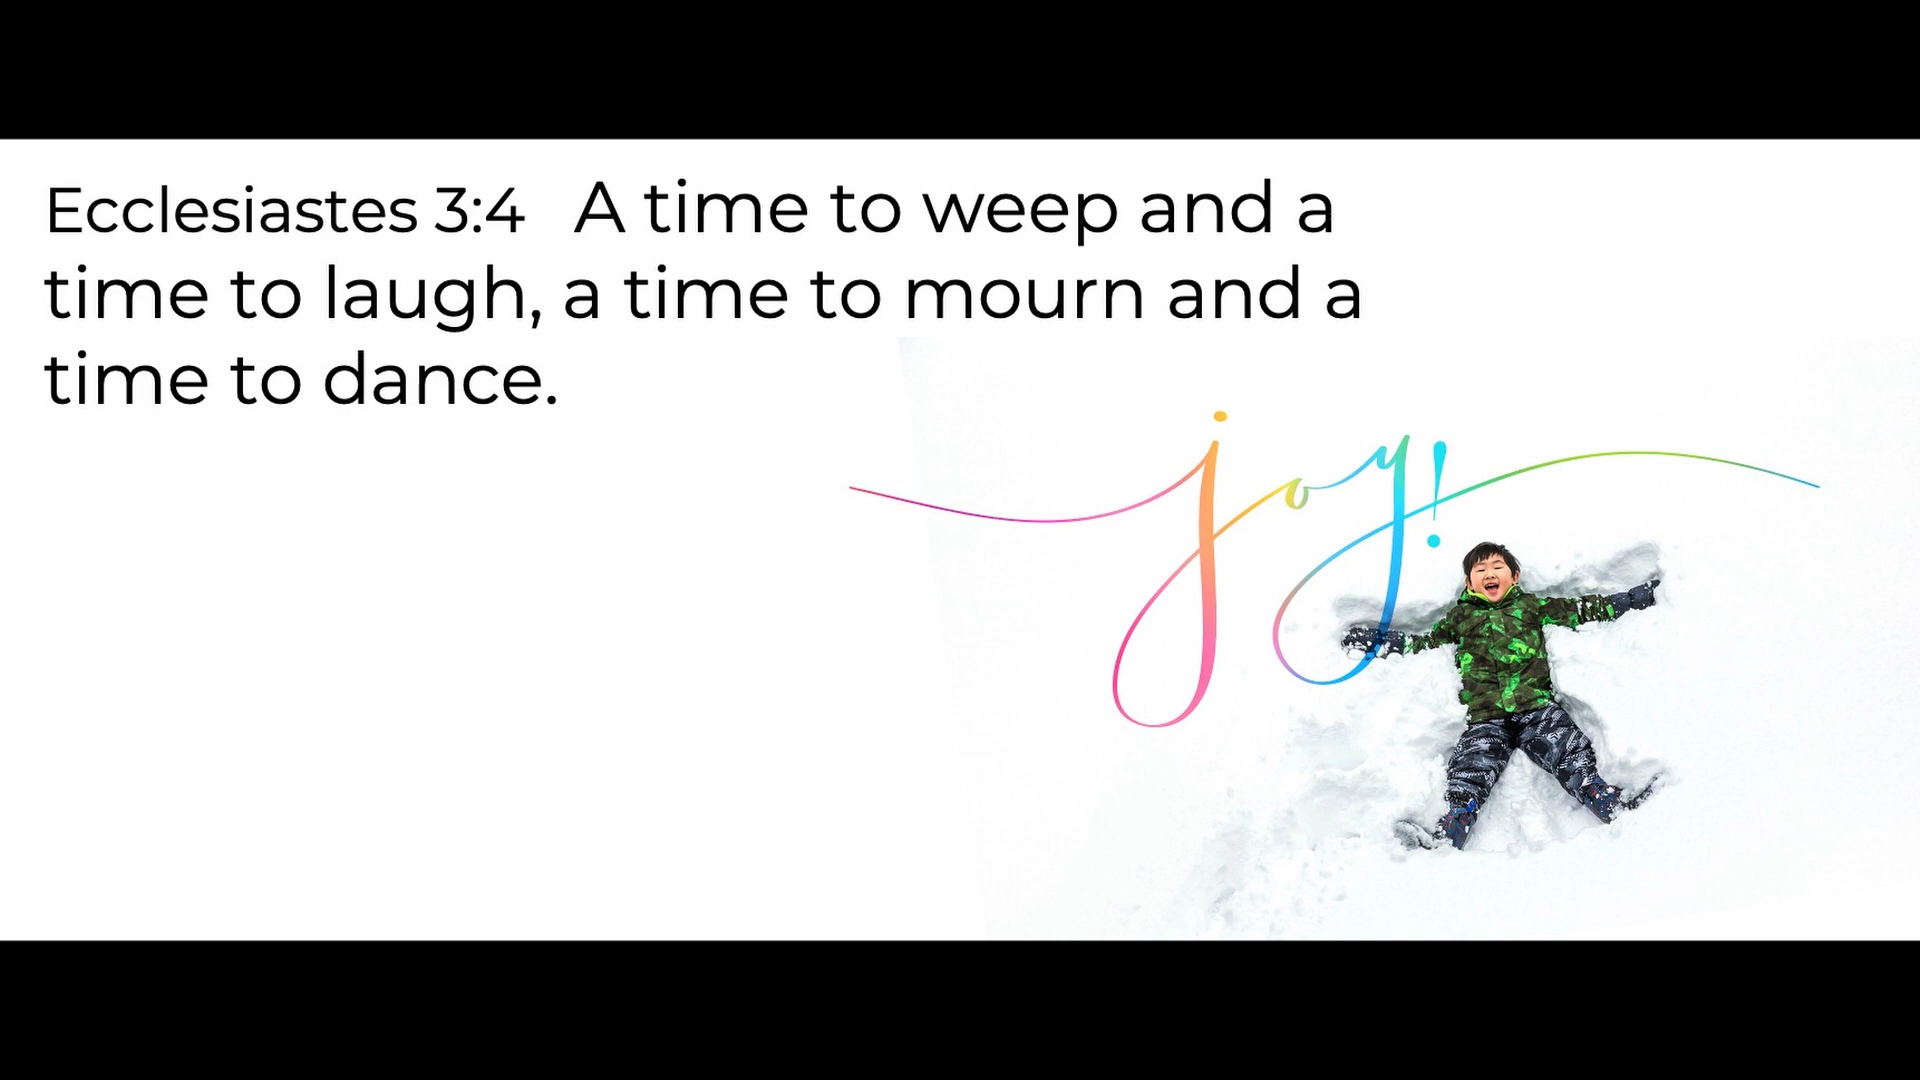 Ecclesiastes 3:4 A time to weep and a
time to laugh, a time to mourn and a
time to dance.
joy!